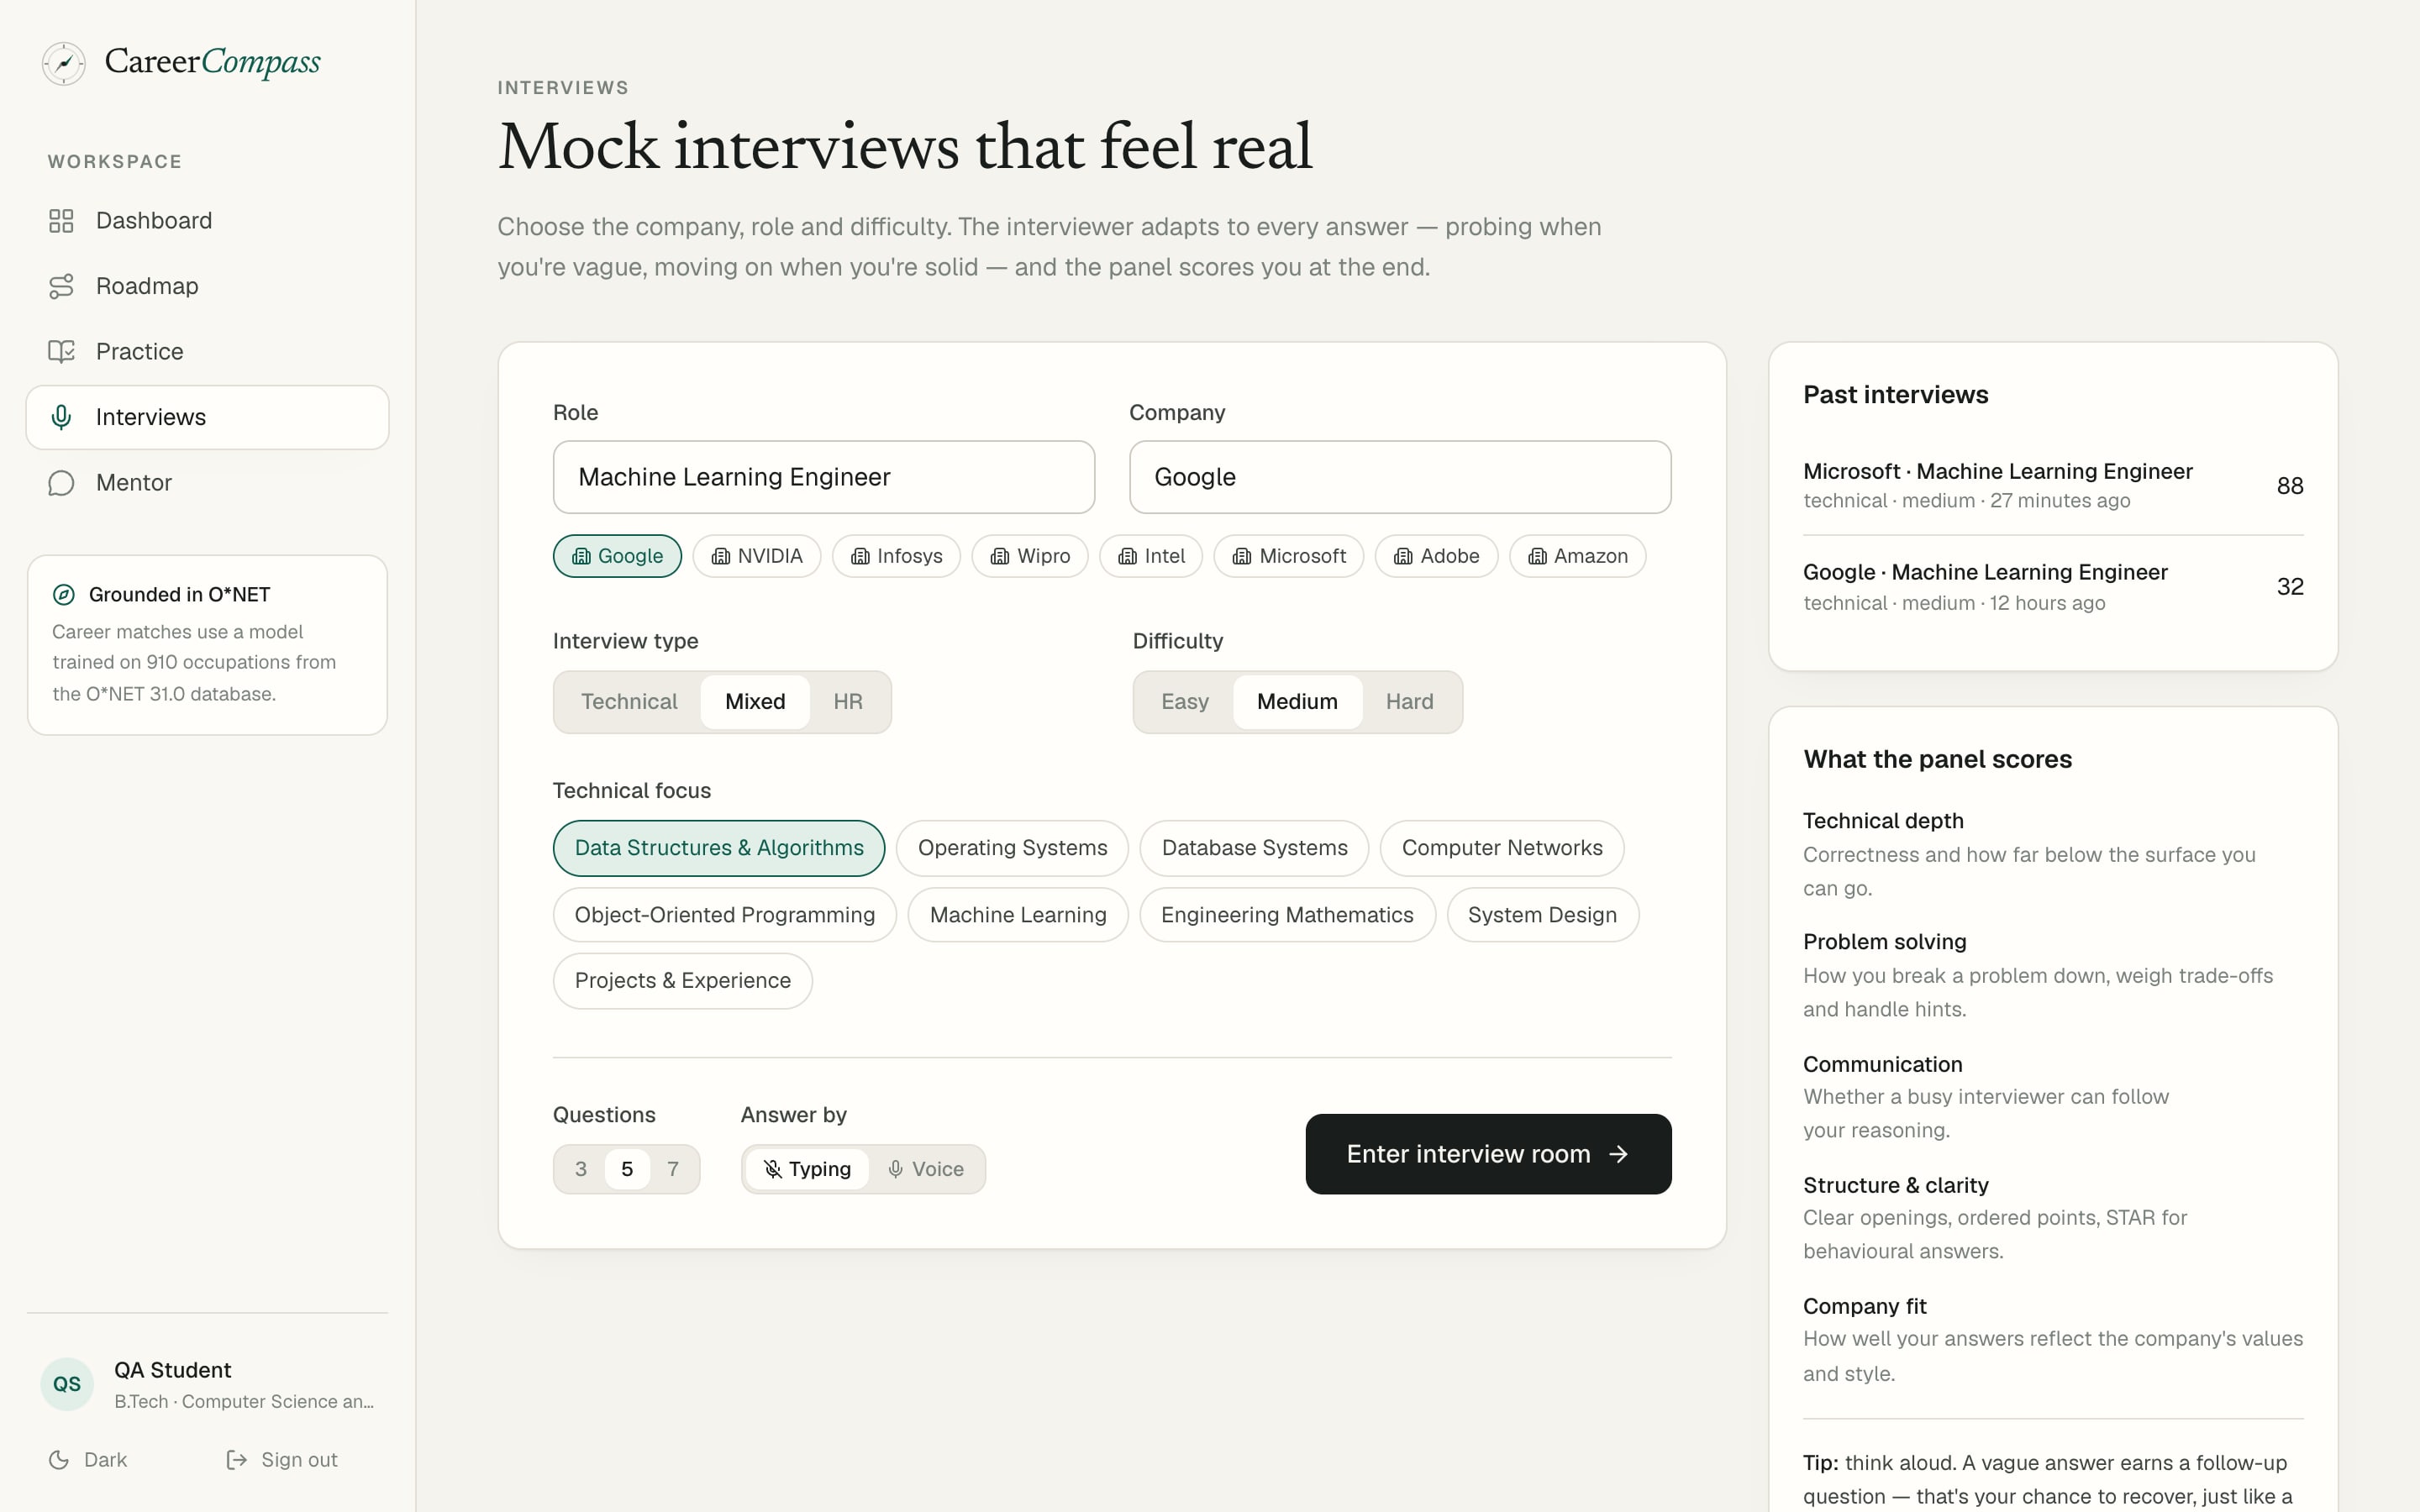 CareerCompass
WORKSPACE
Dashboard
Roadmap
Practice
Interviews
Mentor
Grounded in O*NET
Career matches use a model
trained on 910 occupations from
the O*NET 31.0 database.
QS
QA Student
B.Tech · Computer Science an…
Dark
Sign out
INTERVIEWS
Mock interviews that feel real
Choose the company, role and difficulty. The interviewer adapts to every answer — probing when
you're vague, moving on when you're solid — and the panel scores you at the end.
Role
Machine Learning Engineer
Company
Google
Google
NVIDIA
Infosys
Wipro
Intel
Microsoft
Adobe
Amazon
Interview type
Technical
Mixed
HR
Difficulty
Easy
Medium
Hard
Technical focus
Data Structures & Algorithms
Operating Systems
Database Systems
Computer Networks
Object-Oriented Programming
Machine Learning
Engineering Mathematics
System Design
Projects & Experience
Questions
3
5
7
Answer by
Typing
Voice
Enter interview room
Past interviews
Microsoft · Machine Learning Engineer
technical · medium · 27 minutes ago
88
Google · Machine Learning Engineer
technical · medium · 12 hours ago
32
What the panel scores
Technical depth
Correctness and how far below the surface you
can go.
Problem solving
How you break a problem down, weigh trade-offs
and handle hints.
Communication
Whether a busy interviewer can follow
your reasoning.
Structure & clarity
Clear openings, ordered points, STAR for
behavioural answers.
Company fit
How well your answers reflect the company's values
and style.
Tip: think aloud. A vague answer earns a follow-up
question — that's your chance to recover, just like a